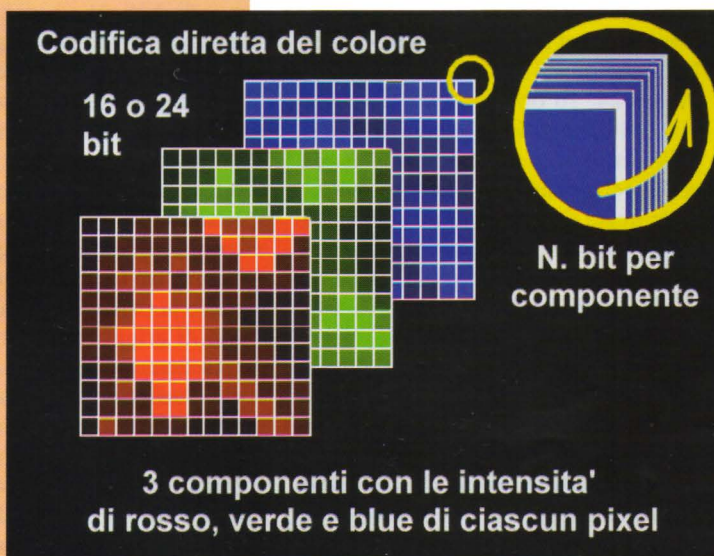 Codifica diretta del colore
16 o 24
bit
N. bit per
componente
3 componenti con le intensita'
di rosso, verde e blue di ciascun pixel